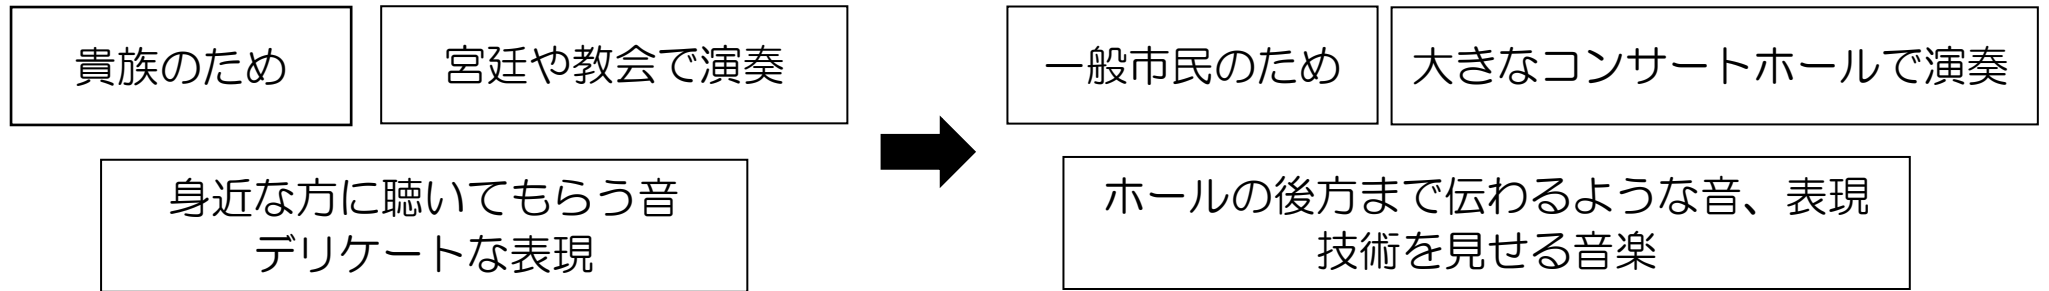 貴族のため
宮廷や教会で演奏
身近な方に聴いてもらう音
デリケートな表現
一般市民のため
大きなコンサートホールで演奏
ホールの後方まで伝わるような音、表現
技術を見せる音楽